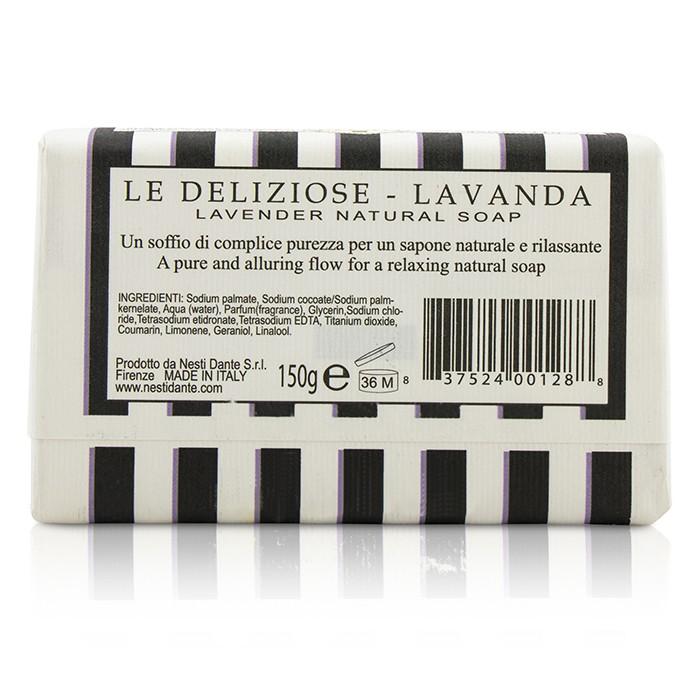 LE DELIZIOSE - LAVANDA
LAVENDER NATURAL SOAP
Un soffio di complice purezza per un sapone naturale e rilassante
A pure and alluring flow for a relaxing natural soap
INGREDIENTI: Sodium palmate, Sodium cocoate/Sodium palm-
kernelate, Aqua (water), Parfum(fragrance), Glycerin,Sodium chlo-
ride,Tetrasodium etidronate,Tetrasodium EDTA, Titanium dioxide,
Coumarin, Limonene, Geraniol, Linalool.
Prodotto da Nesti Dante S.r.l.
Firenze MADE IN ITALY
www.nestidante.com
150g e
36 M
8 37524 00128 8